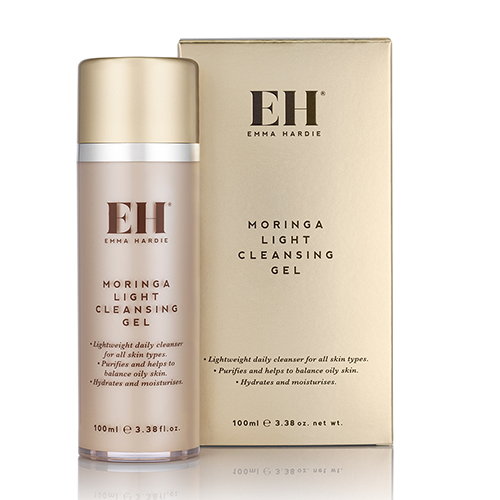 EH®
EMMA HARDIE
MORINGA
LIGHT
CLEANSING
GEL
• Lightweight daily cleanser
for all skin types.
• Purifies and helps to
balance oily skin.
• Hydrates and moisturises.
100ml ℮ 3.38fl.oz.
EH®
EMMA HARDIE
MORINGA
LIGHT
CLEANSING
GEL
• Lightweight daily cleanser for all skin types.
• Purifies and helps to balance oily skin.
• Hydrates and moisturises.
100ml ℮ 3.38 oz. net wt.